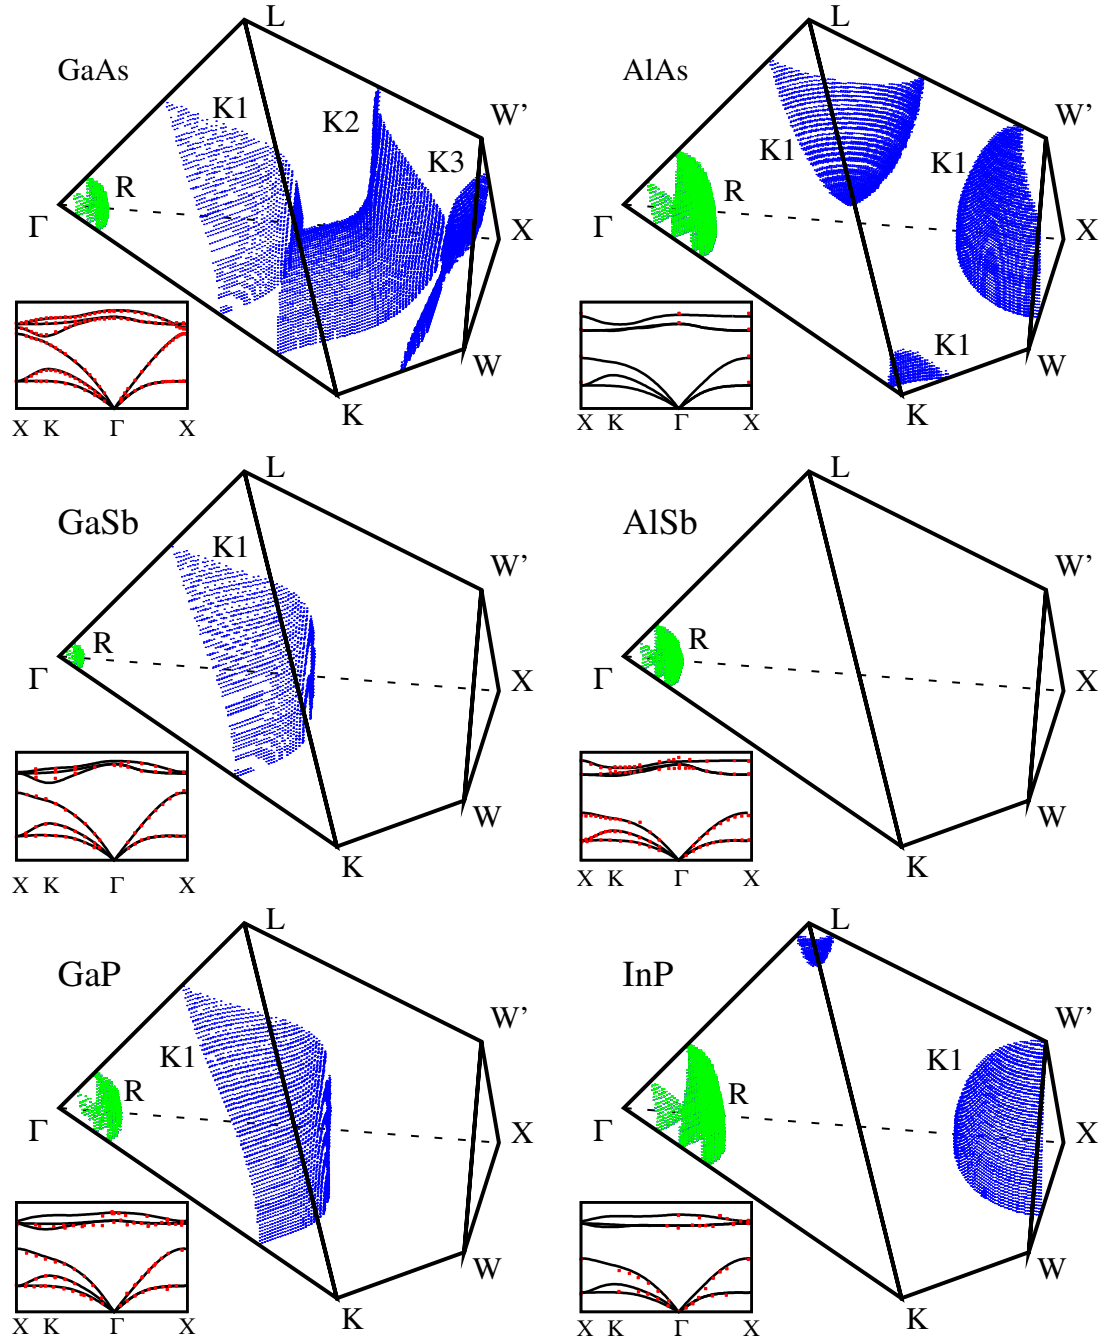 L
GaAs
K1
K2
W'
K3
R
Γ
X
W
K
X K Γ X
L
AlAs
K1
K1
W'
R
Γ
X
K1
W
K
X K Γ X
L
GaSb
K1
W'
R
Γ
X
W
K
X K Γ X
L
AlSb
W'
R
Γ
X
W
K
X K Γ X
L
GaP
W'
K1
R
Γ
X
W
K
X K Γ X
L
InP
W'
K1
R
Γ
X
W
K
X K Γ X